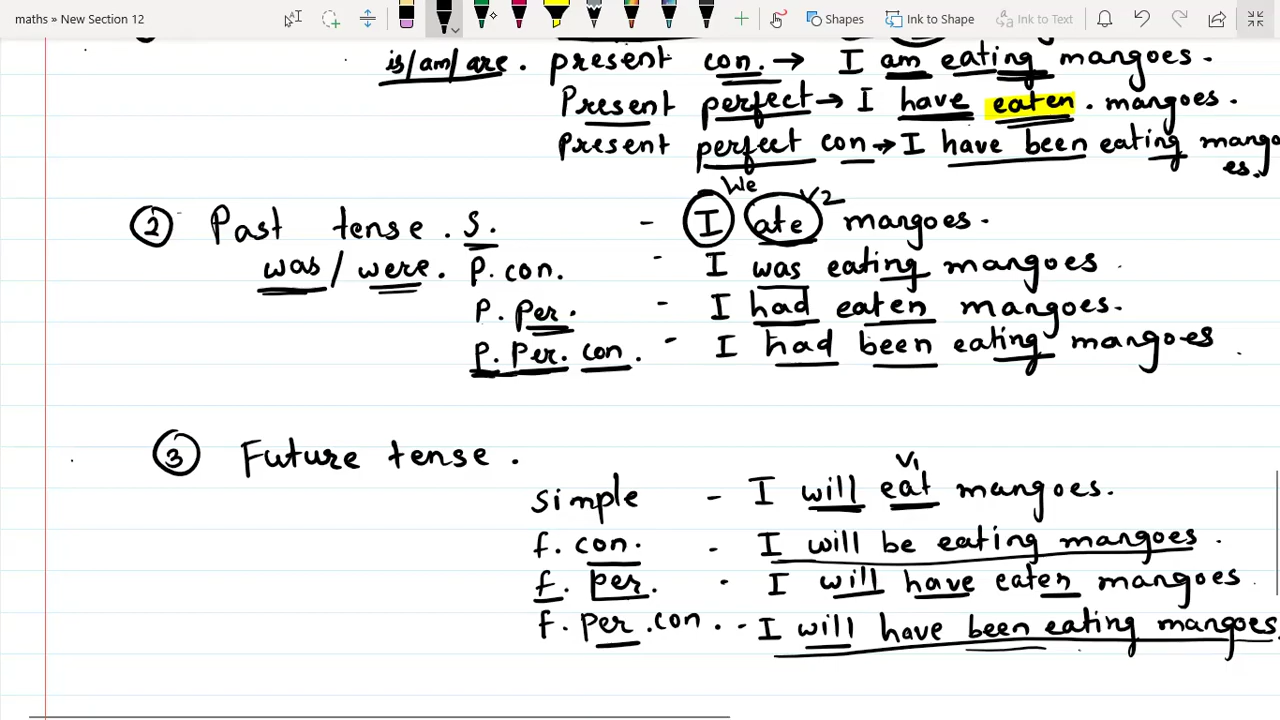 maths » New Section 12
Shapes
Ink to Shape
Ink to Text
is/am/are. present con. → I am eating mangoes.
Present perfect → I have eaten. mangoes.
Present perfect con → I have been eating mango
es.
We
V2
② Past tense. S. - I ate mangoes.
was/were. P. con. - I was eating mangoes.
P. Per. - I had eaten mangoes.
P. Per. con. - I had been eating mangoes.
③ Future tense.
V1
simple - I will eat mangoes.
f. con. - I will be eating mangoes.
f. per. - I will have eaten mangoes.
f. per. con. - I will have been eating mangoes.